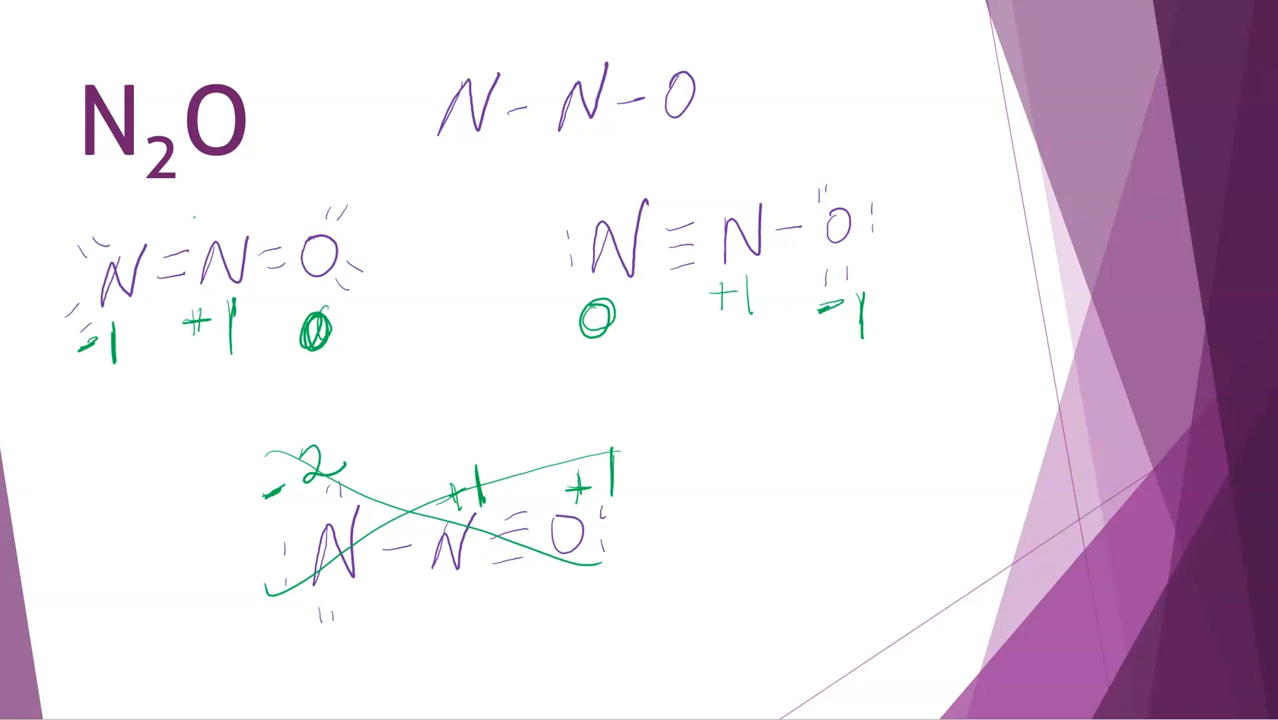 N₂O
N - N - O
N = N = O
-1 +1 0
N ≡ N - O
0 +1 -1
-2 +1 +1
N - N ≡ O